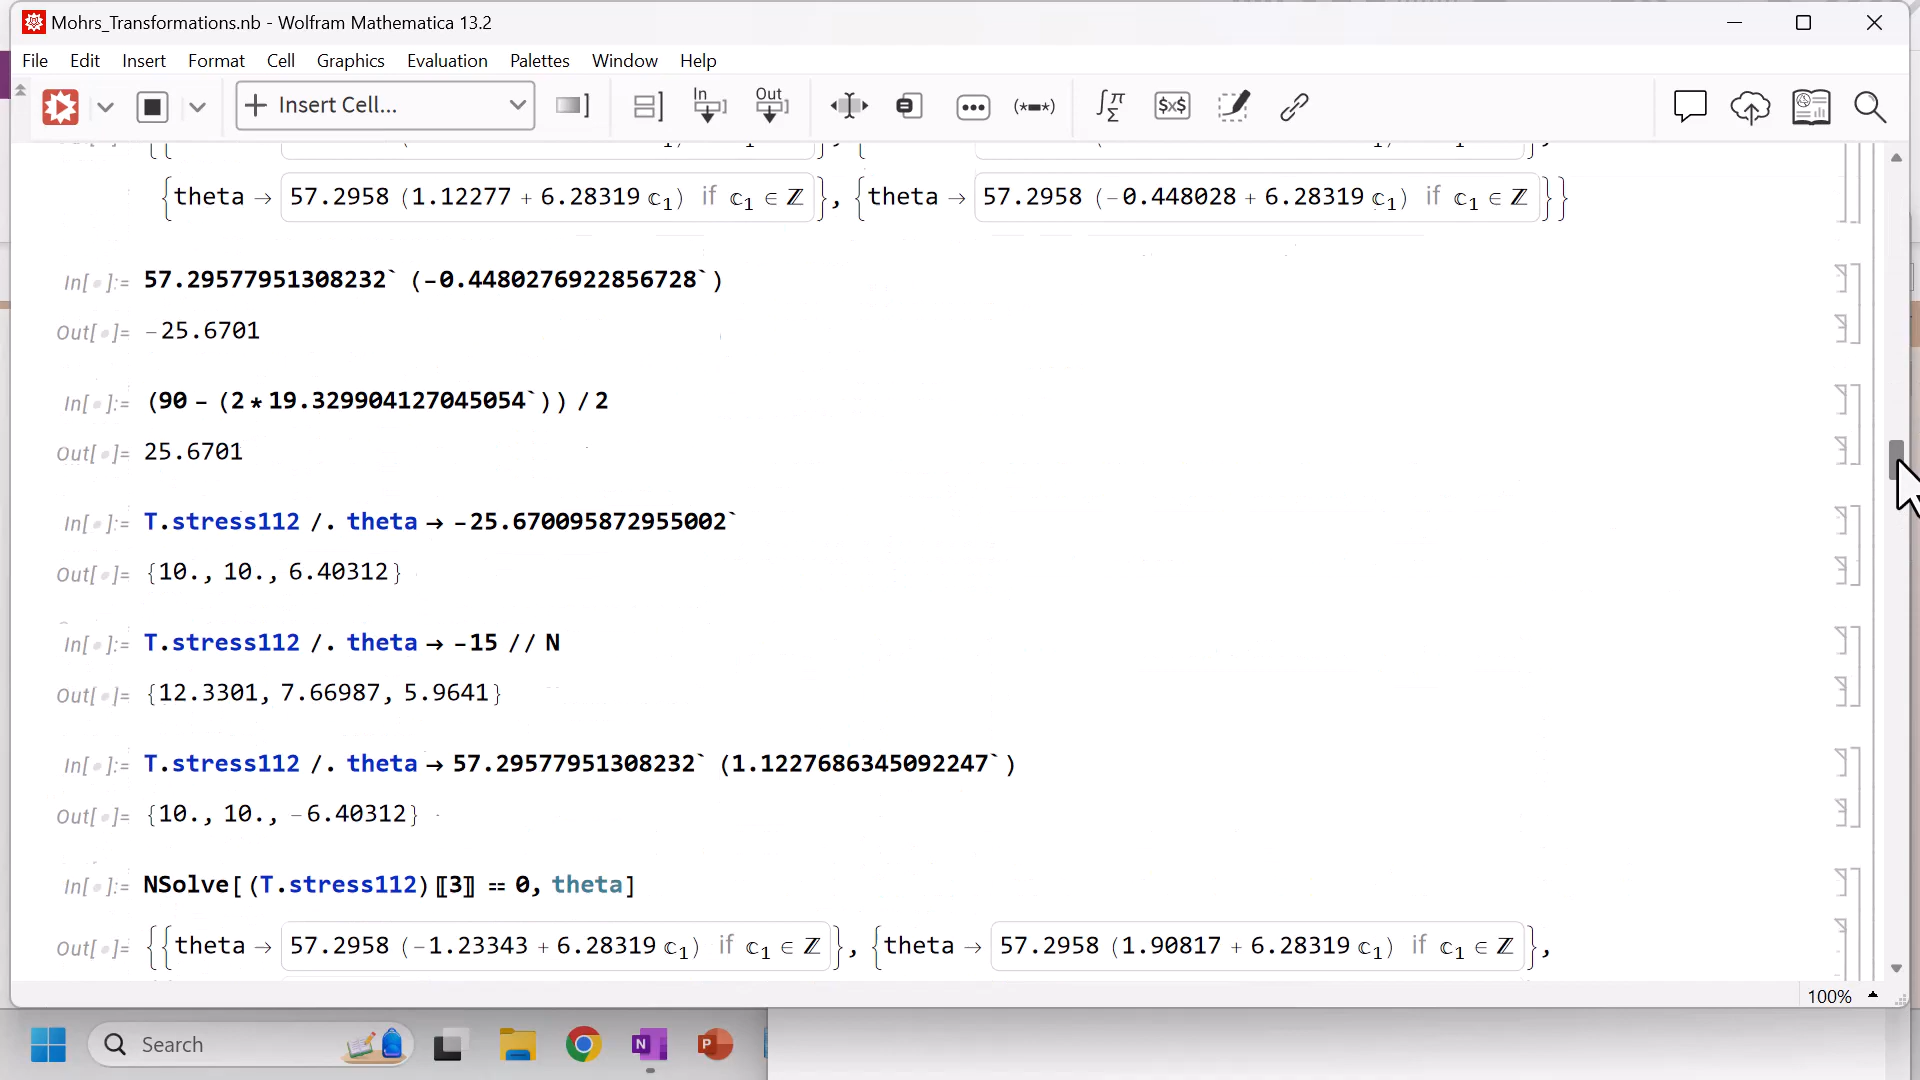 Mohrs_Transformations.nb - Wolfram Mathematica 13.2
File Edit Insert Format Cell Graphics Evaluation Palettes Window Help
+ Insert Cell... In Out (*■*) ∫π Σ $x$
{theta → 57.2958 (1.12277 + 6.28319 c₁) if c₁ ∈ ℤ}, {theta → 57.2958 (-0.448028 + 6.28319 c₁) if c₁ ∈ ℤ}}
In[•]:= 57.29577951308232` (-0.4480276922856728`)
Out[•]= -25.6701
In[•]:= (90 - (2 * 19.329904127045054`)) / 2
Out[•]= 25.6701
In[•]:= T.stress112 /. theta → -25.670095872955002`
Out[•]= {10., 10., 6.40312}
In[•]:= T.stress112 /. theta → -15 // N
Out[•]= {12.3301, 7.66987, 5.9641}
In[•]:= T.stress112 /. theta → 57.29577951308232` (1.1227686345092247`)
Out[•]= {10., 10., -6.40312}
In[•]:= NSolve[(T.stress112)〚3〛 == 0, theta]
Out[•]= {{theta → 57.2958 (-1.23343 + 6.28319 c₁) if c₁ ∈ ℤ}, {theta → 57.2958 (1.90817 + 6.28319 c₁) if c₁ ∈ ℤ},
100%
Search
N
P